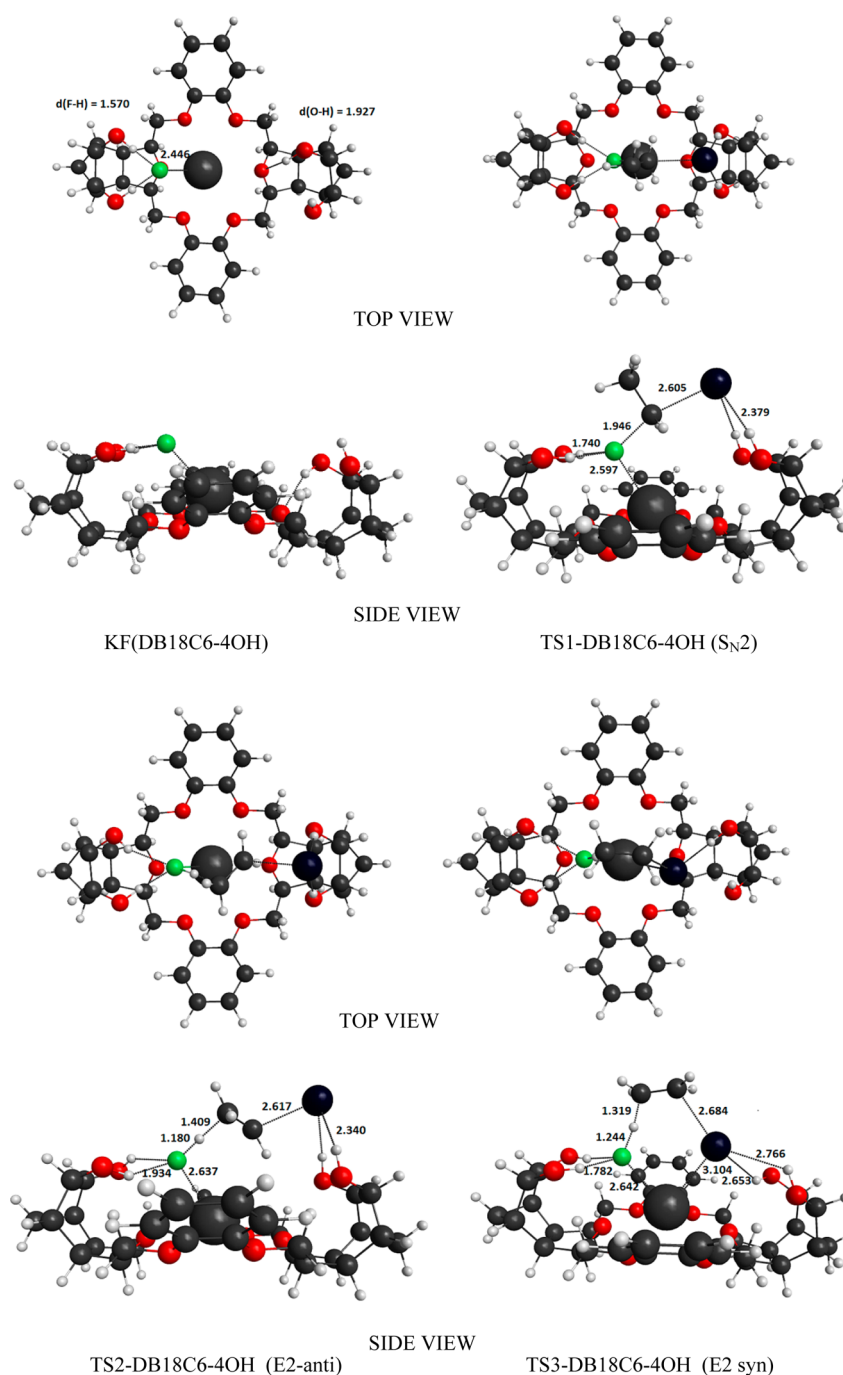 d(F-H) = 1.570
d(O-H) = 1.927
2.446
TOP VIEW
2.605
2.379
1.946
1.740
2.597
SIDE VIEW
KF(DB18C6-4OH)
TS1-DB18C6-4OH (SN2)
TOP VIEW
1.409
2.617
1.180
2.340
1.934
2.637
1.319
2.684
1.244
2.766
1.782
3.104
2.642
2.653
SIDE VIEW
TS2-DB18C6-4OH (E2-anti)
TS3-DB18C6-4OH (E2 syn)